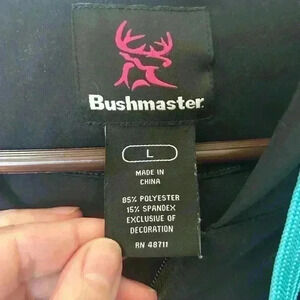 Bushmaster
L
MADE IN
CHINA
85% POLYESTER
15% SPANDEX
EXCLUSIVE OF
DECORATION
RN 48711